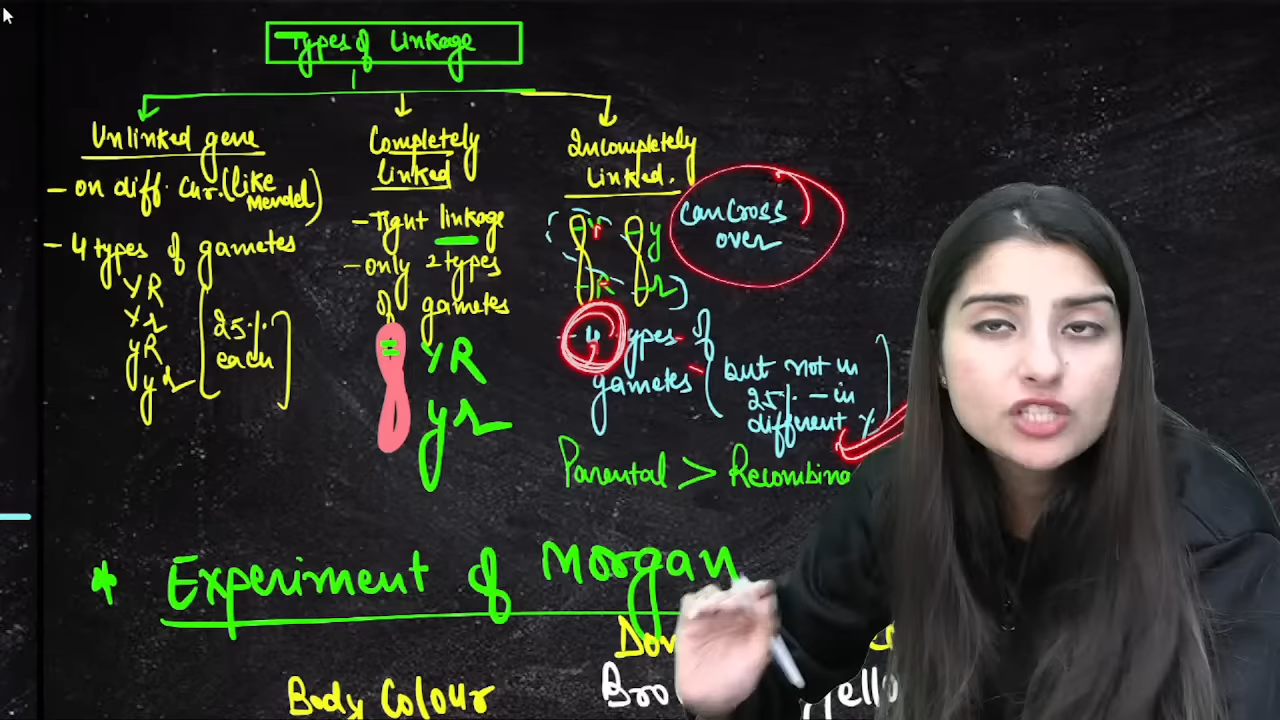 Types of Linkage
Unlinked gene
- on diff. Chr. (like Mendel)
- 4 types of gametes
YR
Yr
yR
yr
25% each
Completely Linked
- Tight linkage
- only 2 types of gametes
YR
yr
Incompletely Linked.
Can Cross over
Y y
R r
- 4 types of gametes
but not in 25% - in different %
Parental > Recombina
* Experiment of Morgan
Body Colour